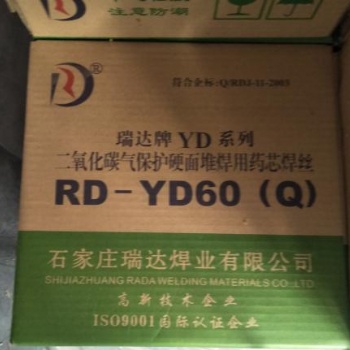 注意防潮
®
符合企标:Q/RDM-11-2003
瑞达牌 YD 系列
二氧化碳气保护硬面堆焊用药芯焊丝
RD-YD60(Q)
石家庄瑞达焊业有限公司
SHIJIAZHUANG RADA WELDING MATERIALS CO.,LTD
高新技术企业
ISO9001国际认证企业